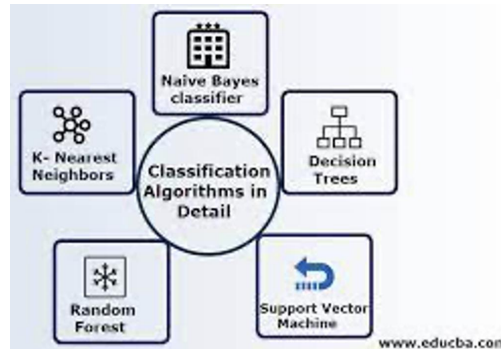 Naive Bayes
classifier
K- Nearest
Neighbors
Classification
Algorithms in
Detail
Decision
Trees
Random
Forest
Support Vector
Machine
www.educba.com